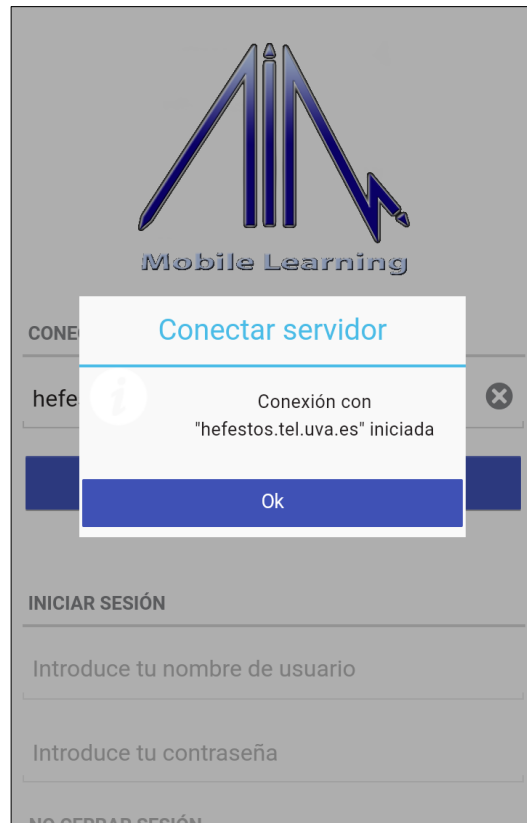 Mobile Learning
Conectar servidor
Conexión con
"hefestos.tel.uva.es" iniciada
Ok
INICIAR SESIÓN
Introduce tu nombre de usuario
Introduce tu contraseña